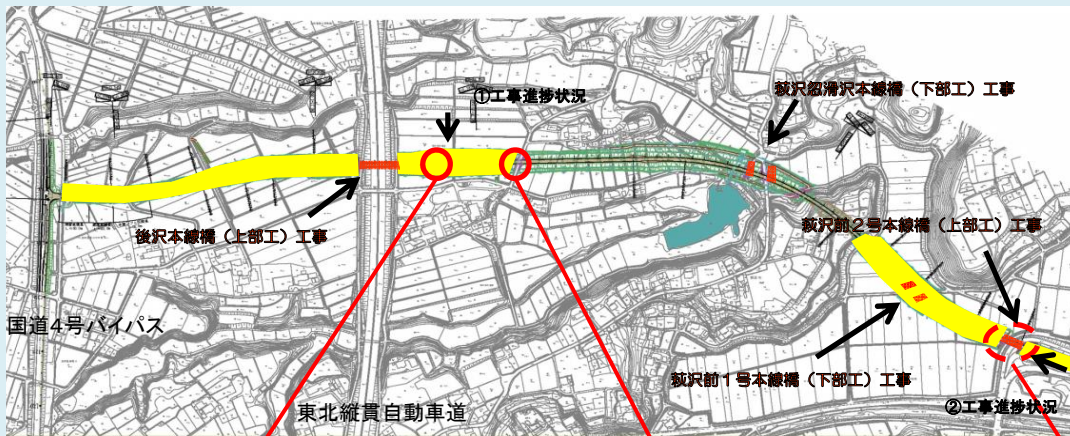 ①工事進捗状況
萩沢忽滑沢本線橋（下部工）工事
後沢本線橋（上部工）工事
萩沢前２号本線橋（上部工）工事
国道4号バイパス
萩沢前１号本線橋（下部工）工事
東北縦貫自動車道
②工事進捗状況